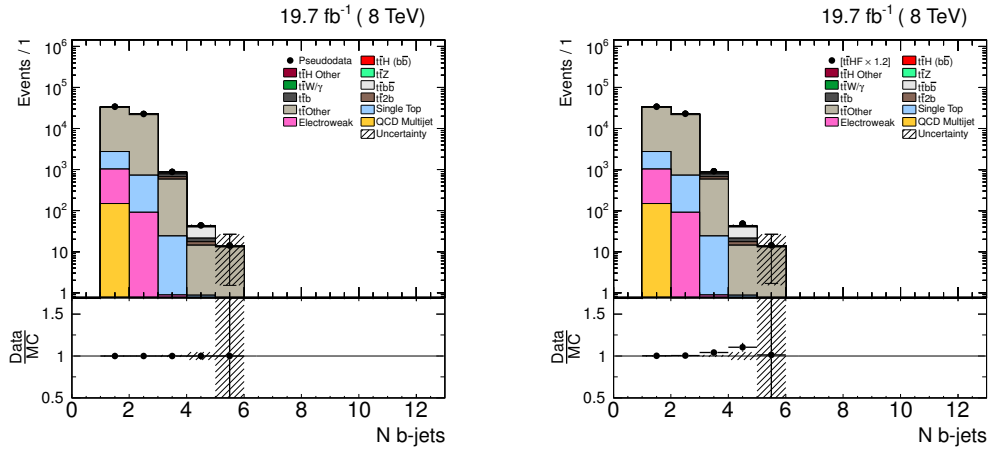 19.7 fb⁻¹ ( 8 TeV)
Events / 1
10⁶
10⁵
10⁴
10³
10²
10
1
Pseudodata
tt̄H Other
tt̄W/γ
tt̄b
tt̄Other
Electroweak
tt̄H (bb̄)
tt̄Z
tt̄bb̄
tt̄2b
Single Top
QCD Multijet
Uncertainty
Data
MC
1.5
1
0.5
0 2 4 6 8 10 12
N b-jets
19.7 fb⁻¹ ( 8 TeV)
Events / 1
10⁶
10⁵
10⁴
10³
10²
10
1
[tt̄HF × 1.2]
tt̄H Other
tt̄W/γ
tt̄b
tt̄Other
Electroweak
tt̄H (bb̄)
tt̄Z
tt̄bb̄
tt̄2b
Single Top
QCD Multijet
Uncertainty
Data
MC
1.5
1
0.5
0 2 4 6 8 10 12
N b-jets